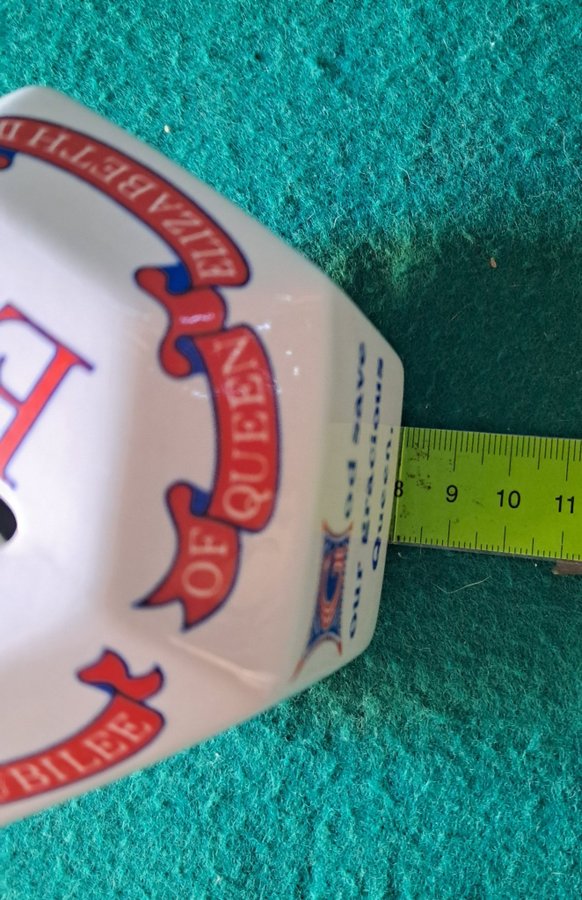 ELIZABETH II
QUEEN
OF
JUBILEE
E
God save
our gracious
Queen.
8 9 10 11